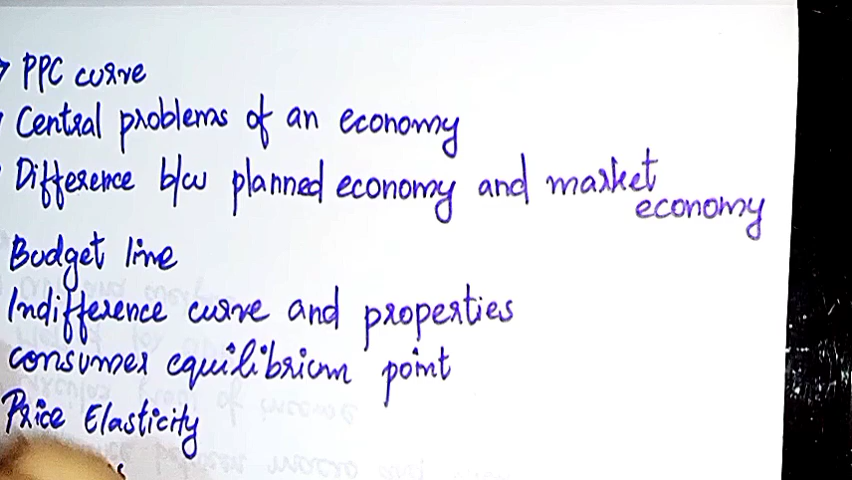 PPC curve
Central problems of an economy
Difference b/w planned economy and market
economy
Budget line
Indifference curve and properties
consumer equilibrium point
Price Elasticity